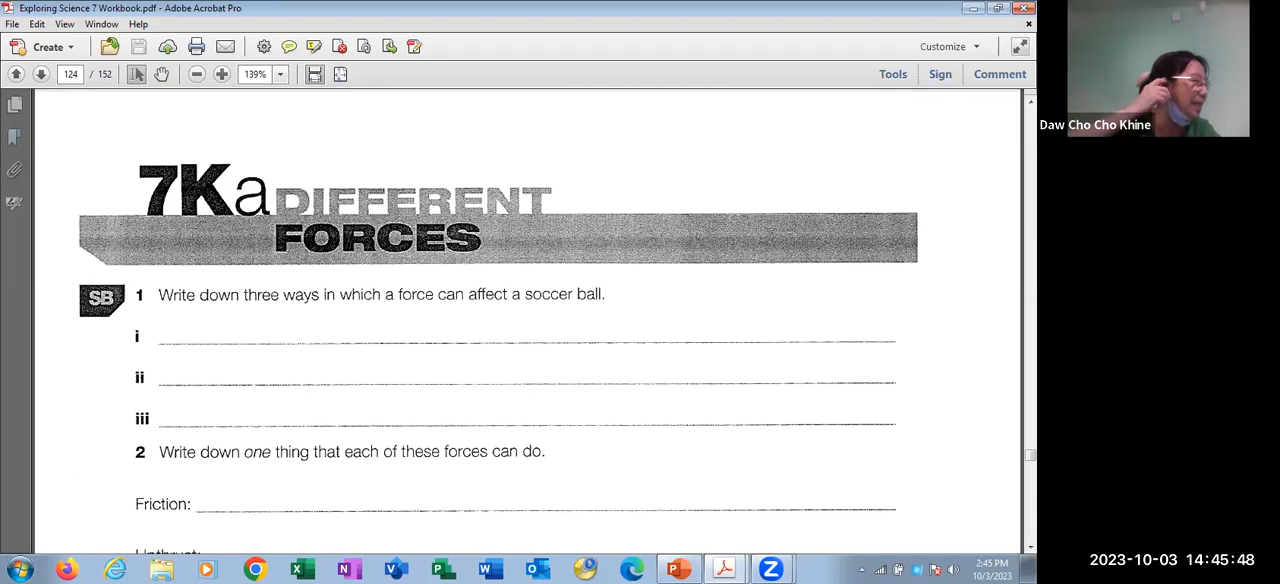 Exploring Science 7 Workbook.pdf - Adobe Acrobat Pro
File Edit View Window Help
Create Customize
124 / 152 139% Tools Sign Comment
Daw Cho Cho Khine
7Ka DIFFERENT
FORCES
SB 1 Write down three ways in which a force can affect a soccer ball.
i
ii
iii
2 Write down one thing that each of these forces can do.
Friction:
Upthrust:
2:45 PM
10/3/2023
2023-10-03 14:45:48